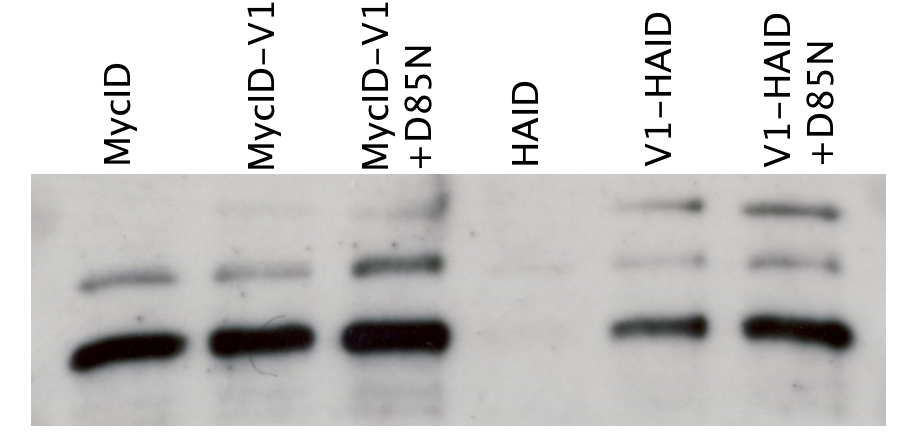 MycID
MycID–V1
MycID–V1
+D85N
HAID
V1–HAID
V1–HAID
+D85N